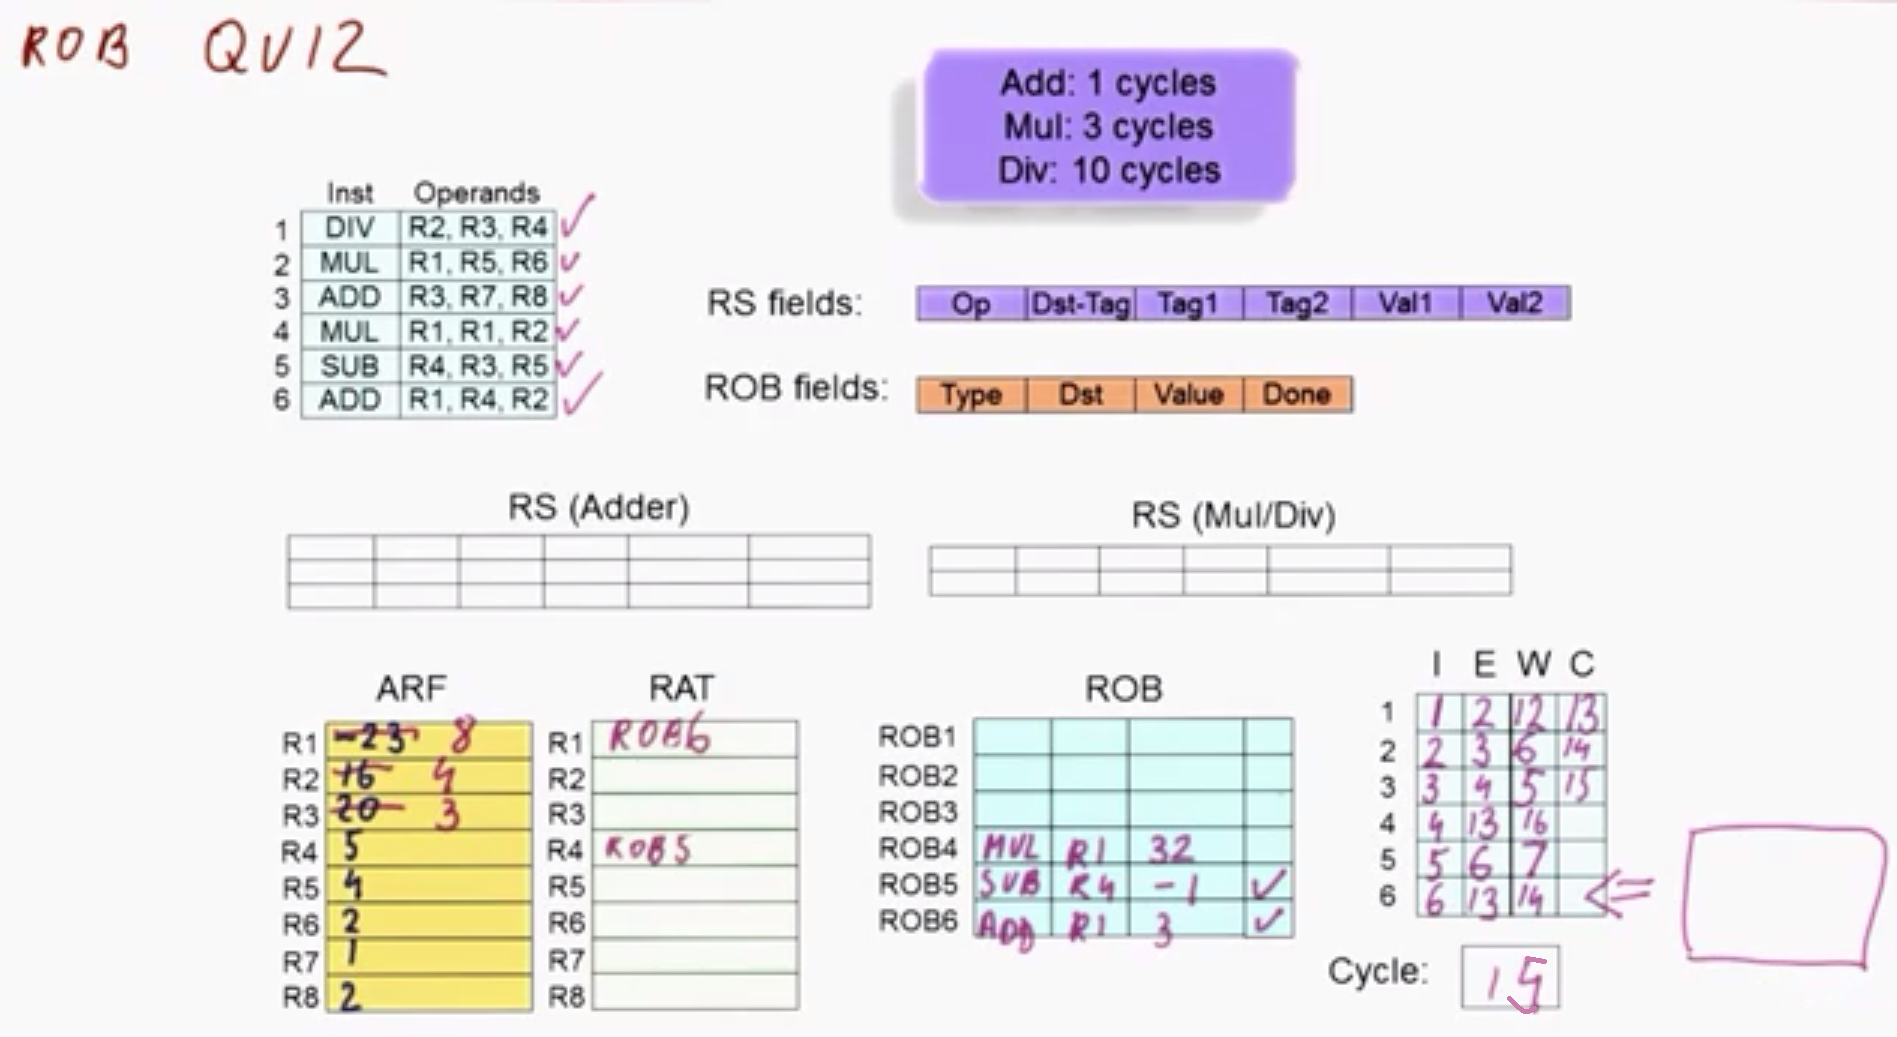 ROB QUIZ
Add: 1 cycles
Mul: 3 cycles
Div: 10 cycles
Inst Operands
1 DIV R2, R3, R4 ✓
2 MUL R1, R5, R6 ✓
3 ADD R3, R7, R8 ✓
4 MUL R1, R1, R2 ✓
5 SUB R4, R3, R5 ✓
6 ADD R1, R4, R2 ✓
RS fields: Op Dst-Tag Tag1 Tag2 Val1 Val2
ROB fields: Type Dst Value Done
RS (Adder)
RS (Mul/Div)
ARF
R1 -23 8
R2 16 4
R3 20 3
R4 5
R5 4
R6 2
R7 1
R8 2
RAT
R1 ROB6
R2
R3
R4 ROB5
R5
R6
R7
R8
ROB
ROB1
ROB2
ROB3
ROB4 MUL R1 32
ROB5 SUB R4 -1 ✓
ROB6 ADD R1 3 ✓
I E W C
1 1 2 12 13
2 2 3 6 14
3 3 4 5 15
4 4 13 16
5 5 6 7
6 6 13 14 <=
Cycle: 15